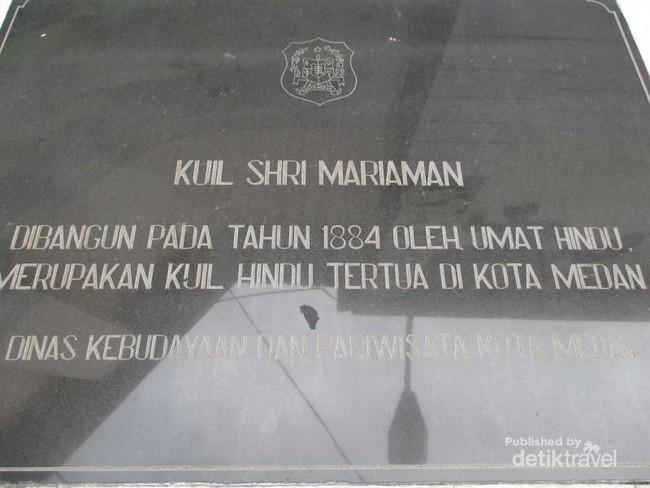 KUIL SHRI MARIAMAN
DIBANGUN PADA TAHUN 1884 OLEH UMAT HINDU,
MERUPAKAN KUIL HINDU TERTUA DI KOTA MEDAN
DINAS KEBUDAYAAN DAN PARIWISATA KOTA MEDAN
Published by
detiktravel